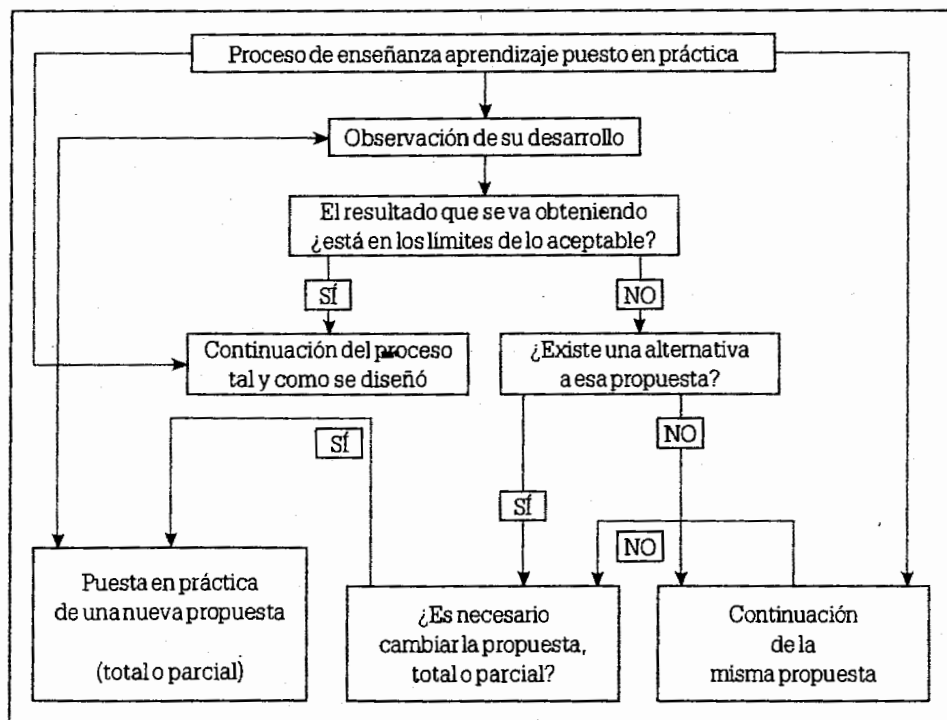 Proceso de enseñanza aprendizaje puesto en práctica
Observación de su desarrollo
El resultado que se va obteniendo
¿está en los límites de lo aceptable?
SÍ
NO
Continuación del proceso
tal y como se diseñó
¿Existe una alternativa
a esa propuesta?
SÍ
NO
SÍ
NO
Puesta en práctica
de una nueva propuesta
(total o parcial)
¿Es necesario
cambiar la propuesta,
total o parcial?
Continuación
de la
misma propuesta